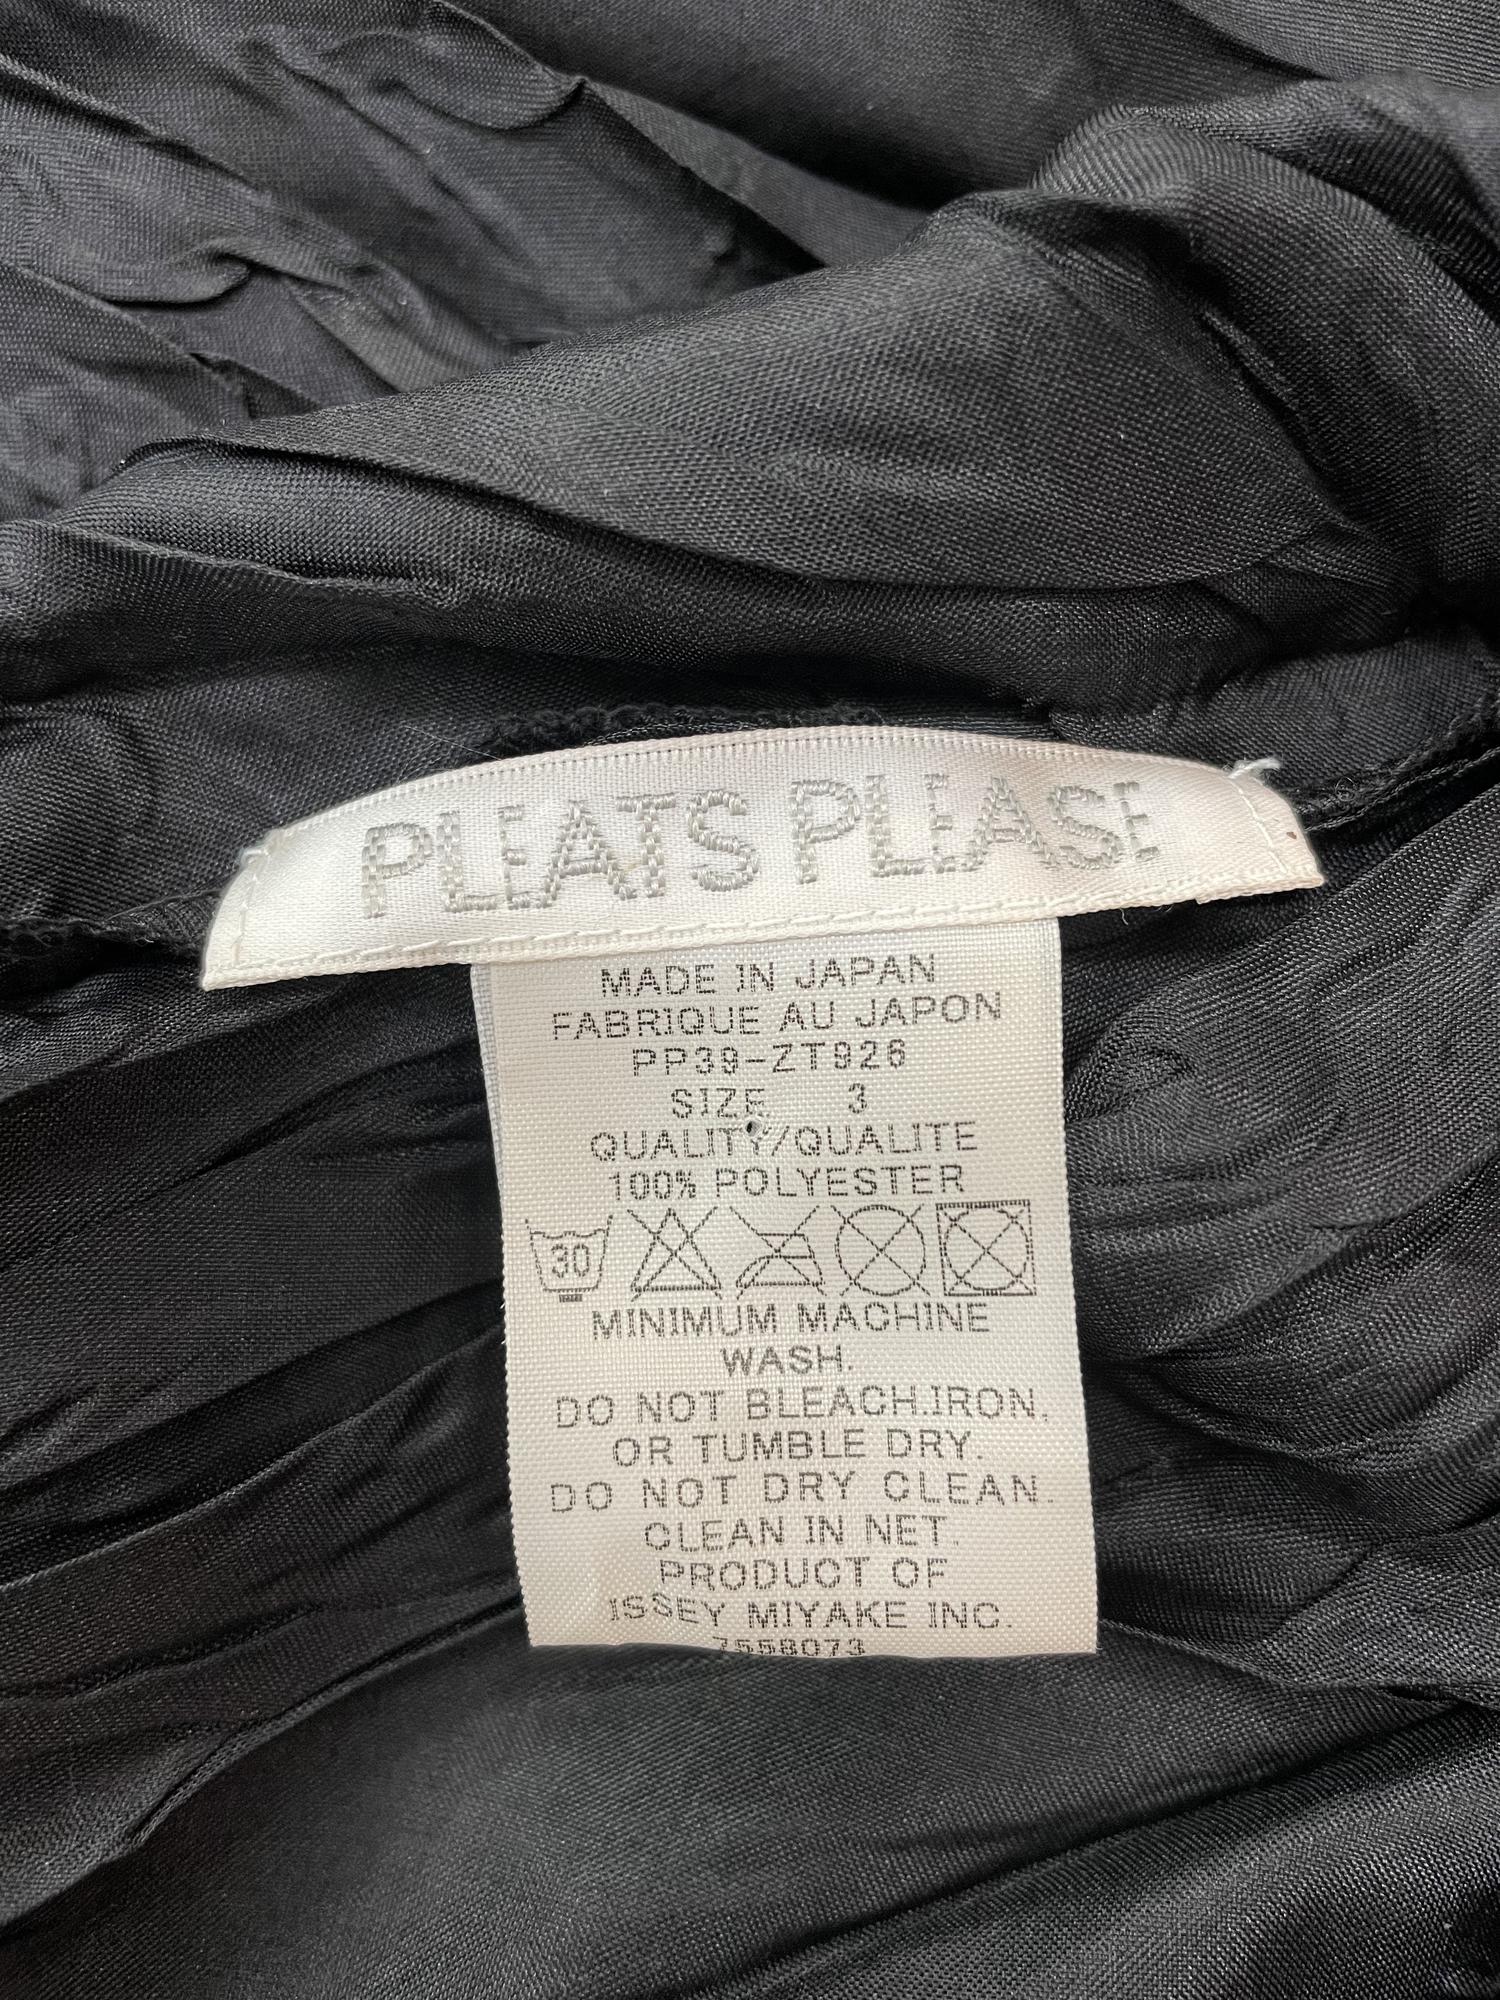 PLEATS PLEASE
MADE IN JAPAN
FABRIQUE AU JAPON
PP39-ZT926
SIZE 3
QUALITY/QUALITE
100% POLYESTER
30
MINIMUM MACHINE
WASH.
DO NOT BLEACH.IRON.
OR TUMBLE DRY.
DO NOT DRY CLEAN.
CLEAN IN NET.
PRODUCT OF
ISSEY MIYAKE INC.
7558073